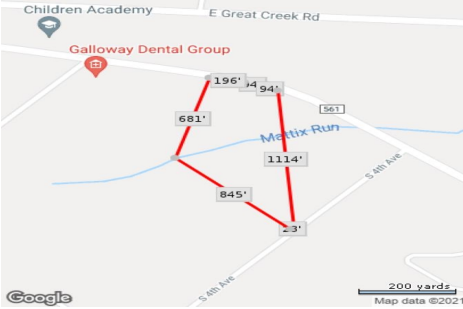 Children Academy
E Great Creek Rd
Galloway Dental Group
196'
94'
681'
561
Mattix Run
1114'
S 4th Ave
845'
23'
S 4th Ave
200 yards
Google
Map data ©2021